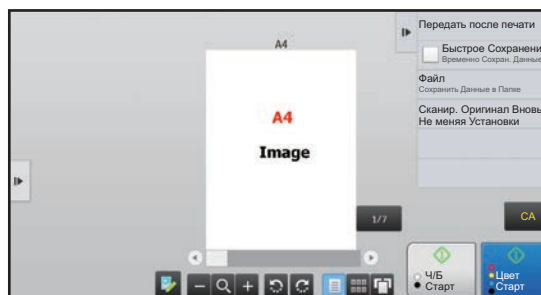 A4
A4
Image
1/7
Передать после печати
Быстрое Сохранени
Временно Сохран. Данные
Файл
Сохранить Данные в Папке
Сканир. Оригинал Вновь
Не меняя Установки
CA
Ч/Б
Старт
Цвет
Старт